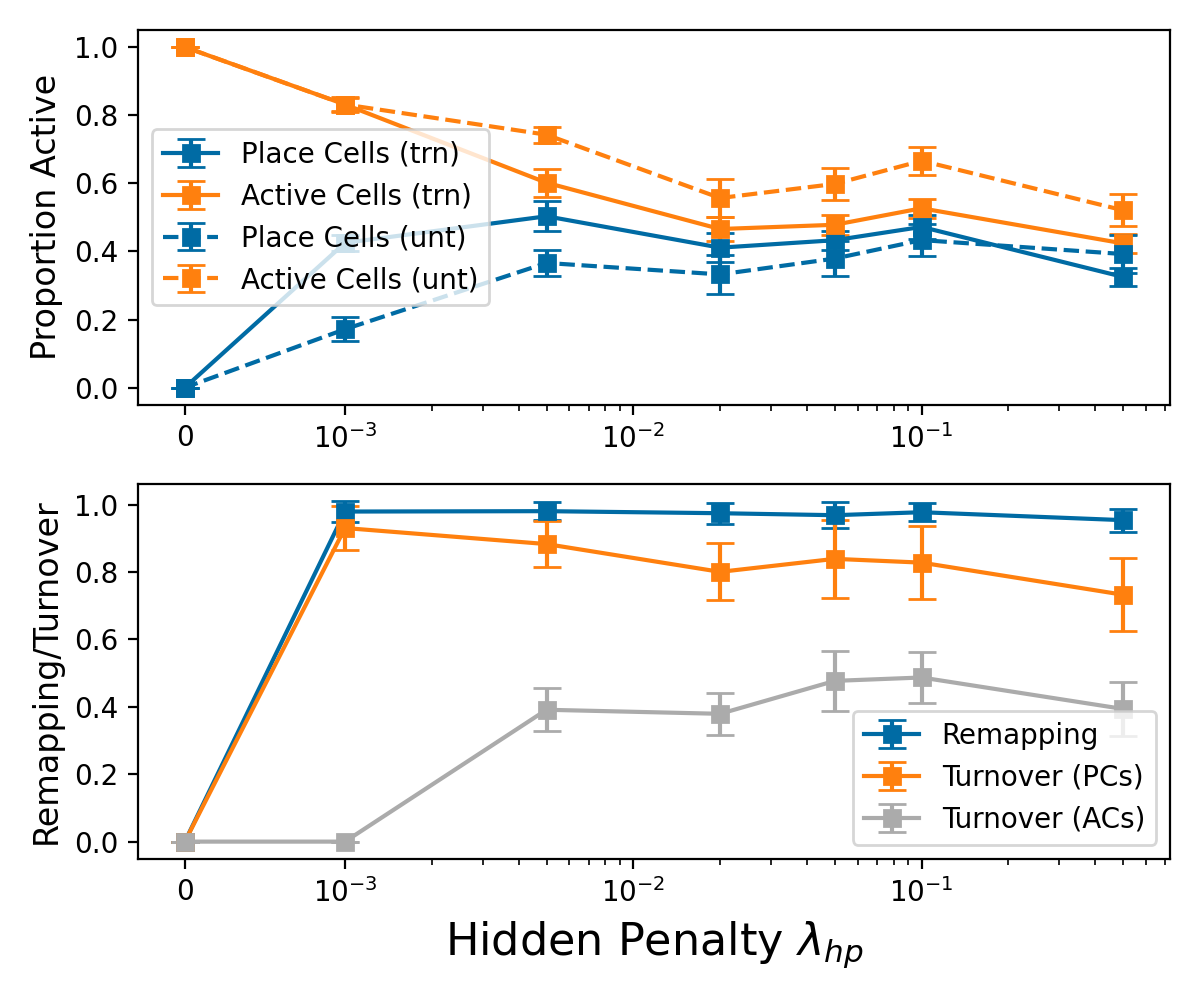 Proportion Active
1.0
0.8
0.6
0.4
0.2
0.0
Place Cells (trn)
Active Cells (trn)
Place Cells (unt)
Active Cells (unt)
0
10⁻³
10⁻²
10⁻¹
Remapping/Turnover
1.0
0.8
0.6
0.4
0.2
0.0
Remapping
Turnover (PCs)
Turnover (ACs)
0
10⁻³
10⁻²
10⁻¹
Hidden Penalty λ_{hp}